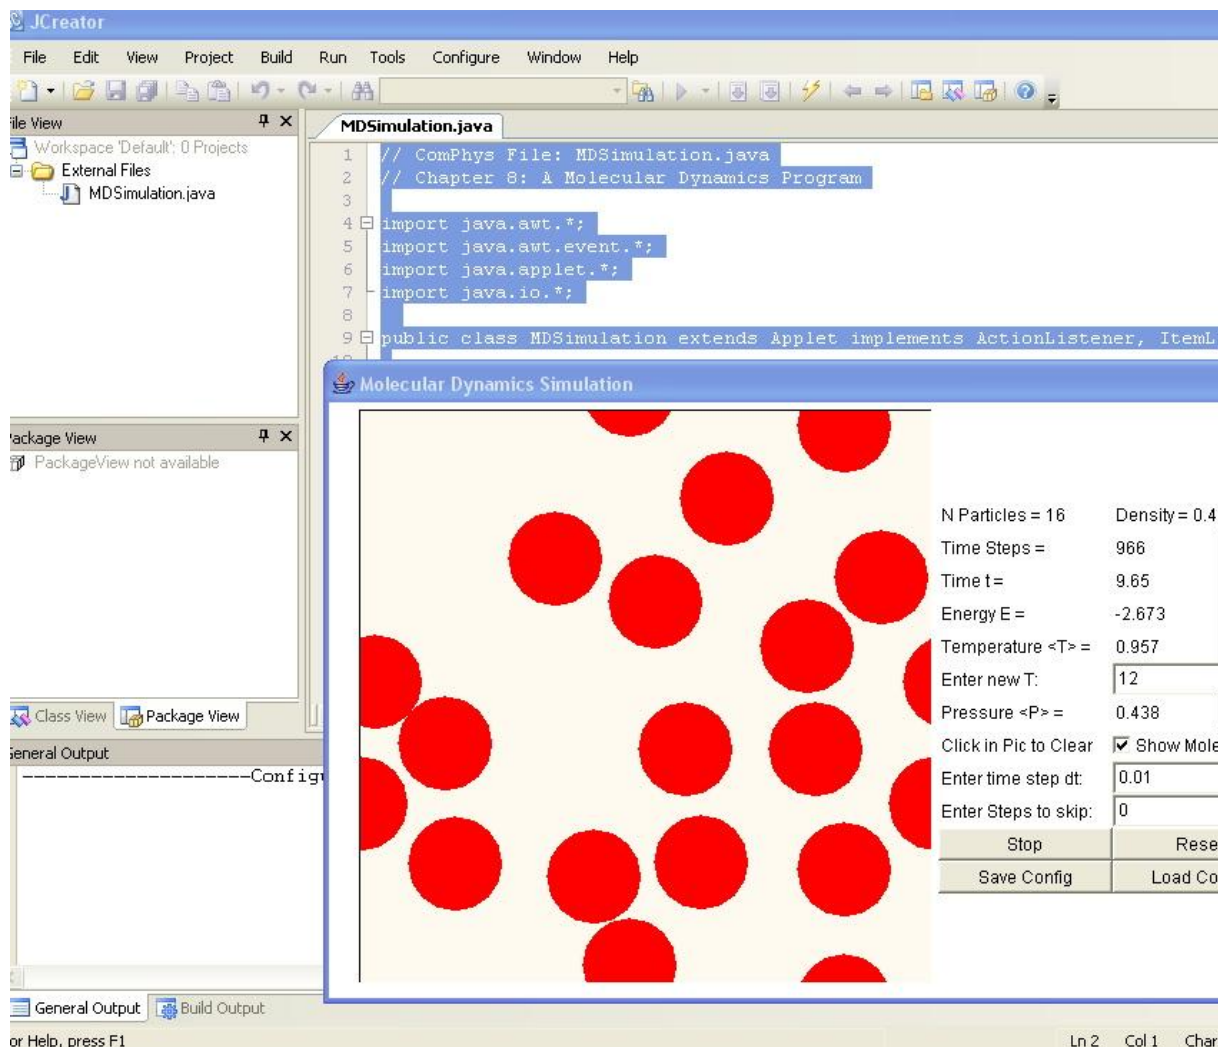 JCreator
File Edit View Project Build Run Tools Configure Window Help
ile View
MDSimulation.java
Workspace 'Default': 0 Projects
External Files
MDSimulation.java
1 // ComPhys File: MDSimulation.java
2 // Chapter 8: A Molecular Dynamics Program
3
4 import java.awt.*;
5 import java.awt.event.*;
6 import java.applet.*;
7 import java.io.*;
8
9 public class MDSimulation extends Applet implements ActionListener, ItemL
10
Package View
PackageView not available
Class View Package View
General Output
--------------------Configu
General Output Build Output
or Help, press F1
Ln 2 Col 1 Char
Molecular Dynamics Simulation
N Particles = 16 Density = 0.4
Time Steps = 966
Time t = 9.65
Energy E = -2.673
Temperature <T> = 0.957
Enter new T: 12
Pressure <P> = 0.438
Click in Pic to Clear Show Mole
Enter time step dt: 0.01
Enter Steps to skip: 0
Stop Rese
Save Config Load Co